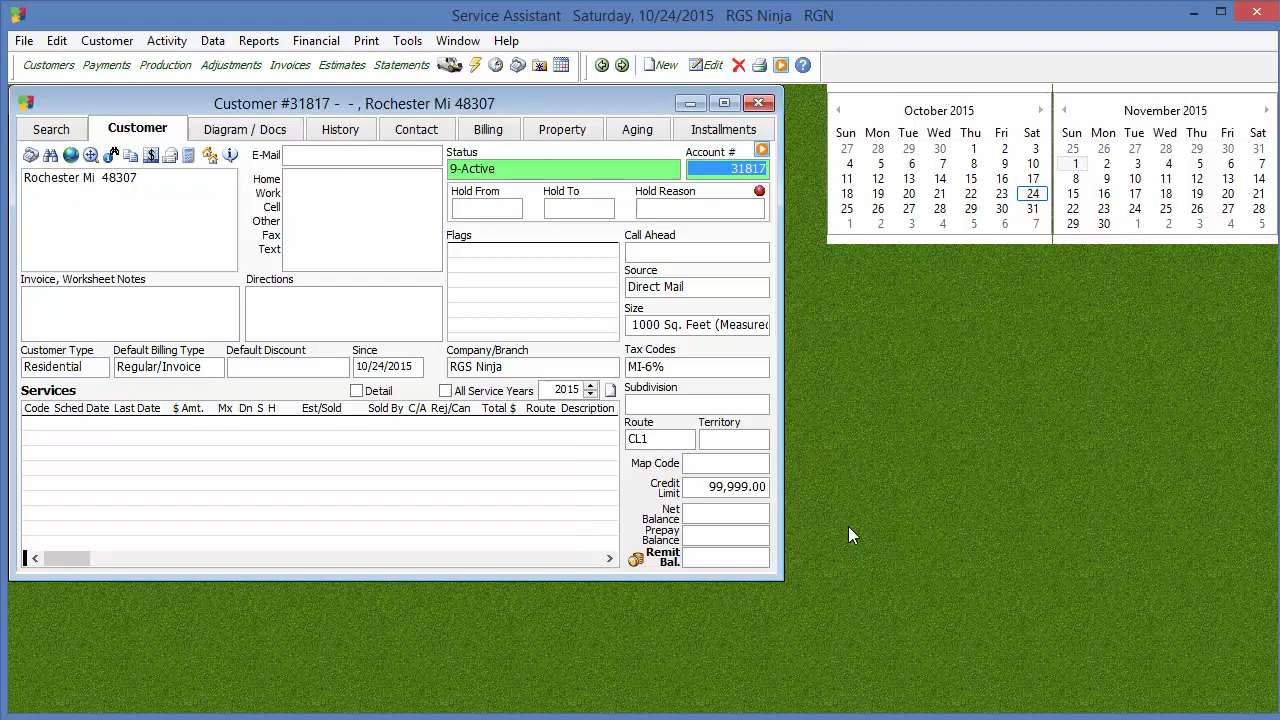 Service Assistant Saturday, 10/24/2015 RGS Ninja RGN
File Edit Customer Activity Data Reports Financial Print Tools Window Help
Customers Payments Production Adjustments Invoices Estimates Statements New Edit
Customer #31817 - - , Rochester Mi 48307
Search Customer Diagram / Docs History Contact Billing Property Aging Installments
E-Mail
Rochester Mi 48307
Home
Work
Cell
Other
Fax
Text
Status Account #
9-Active 31817
Hold From Hold To Hold Reason
Flags
Call Ahead
Source
Direct Mail
Size
1000 Sq. Feet (Measured
Invoice, Worksheet Notes Directions
Customer Type Default Billing Type Default Discount Since Company/Branch Tax Codes
Residential Regular/Invoice 10/24/2015 RGS Ninja MI-6%
Services Detail All Service Years 2015
Subdivision
Code Sched Date Last Date $ Amt. Mx Dn S H Est/Sold Sold By C/A Rej/Can Total $ Route Description
Route Territory
CL1
Map Code
Credit Limit 99,999.00
Net Balance
Prepay Balance
Remit Bal.
October 2015
Sun Mon Tue Wed Thu Fri Sat
27 28 29 30 1 2 3
4 5 6 7 8 9 10
11 12 13 14 15 16 17
18 19 20 21 22 23 24
25 26 27 28 29 30 31
1 2 3 4 5 6 7
November 2015
Sun Mon Tue Wed Thu Fri Sat
25 26 27 28 29 30 31
1 2 3 4 5 6 7
8 9 10 11 12 13 14
15 16 17 18 19 20 21
22 23 24 25 26 27 28
29 30 1 2 3 4 5